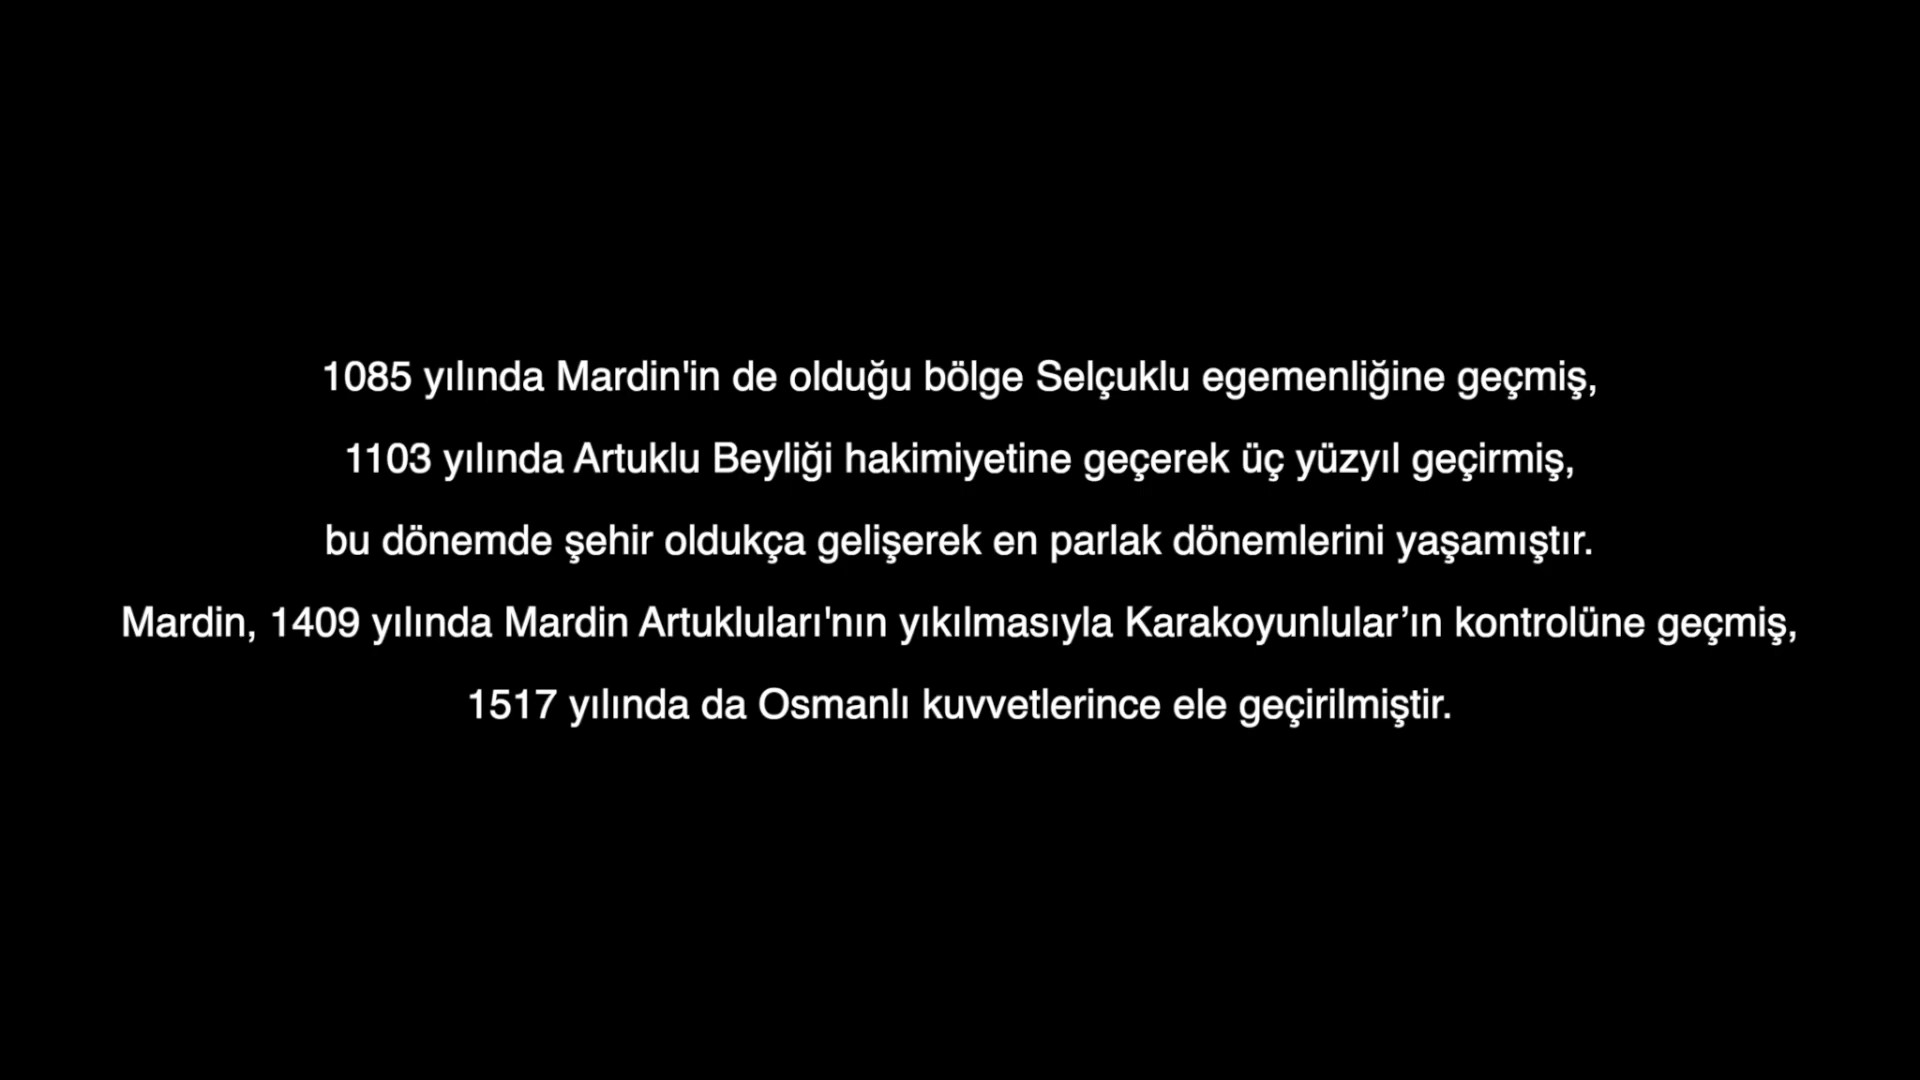 1085 yılında Mardin'in de olduğu bölge Selçuklu egemenliğine geçmiş,
1103 yılında Artuklu Beyliği hakimiyetine geçerek üç yüzyıl geçirmiş,
bu dönemde şehir oldukça gelişerek en parlak dönemlerini yaşamıştır.
Mardin, 1409 yılında Mardin Artukluları'nın yıkılmasıyla Karakoyunlular’ın kontrolüne geçmiş,
1517 yılında da Osmanlı kuvvetlerince ele geçirilmiştir.